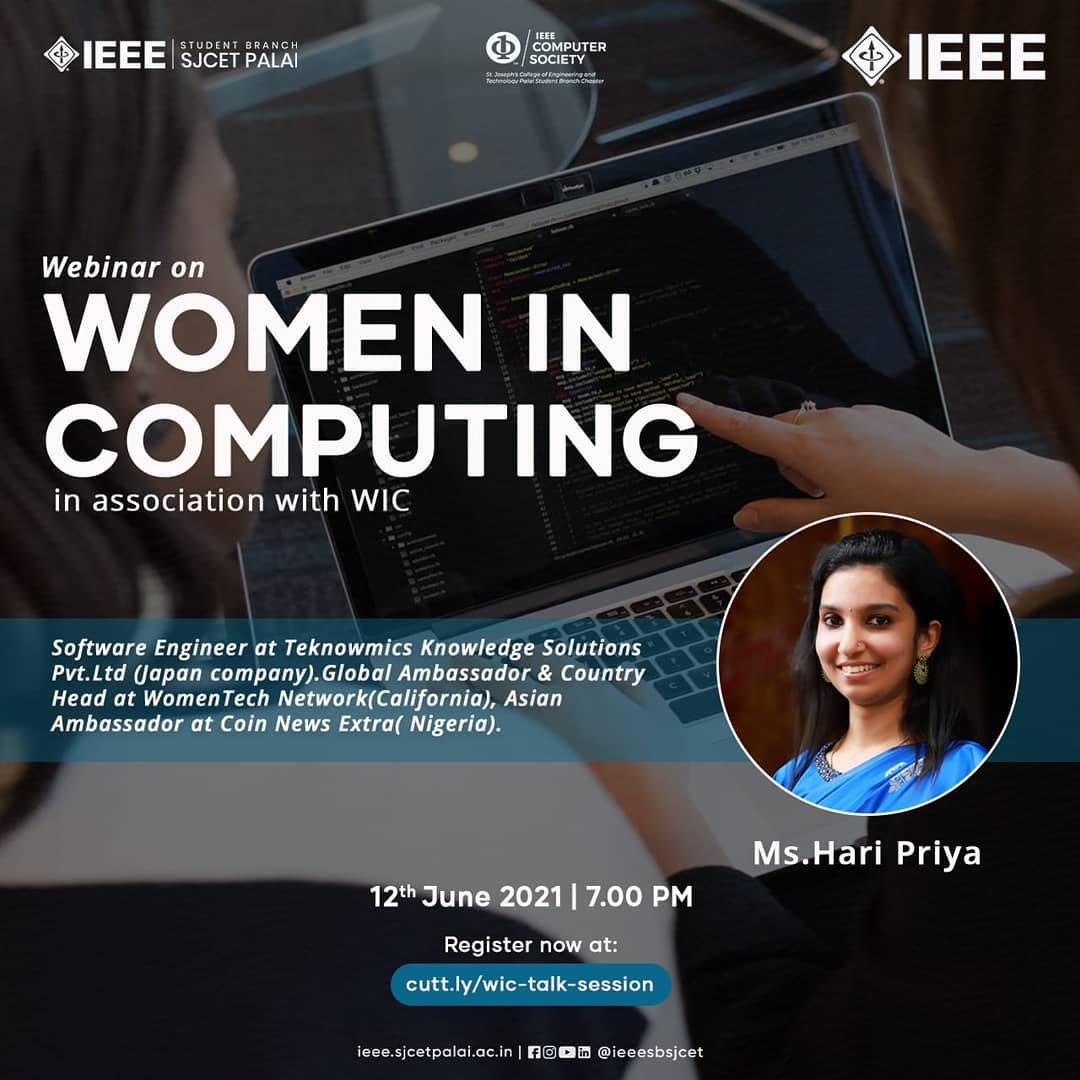 IEEE STUDENT BRANCH
SJCET PALAI
IEEE
COMPUTER
SOCIETY
St. Joseph's College of Engineering and
Technology Palai Student Branch Chapter
IEEE
Webinar on
WOMEN IN
COMPUTING
in association with WIC
Software Engineer at Teknowmics Knowledge Solutions
Pvt.Ltd (Japan company).Global Ambassador & Country
Head at WomenTech Network(California), Asian
Ambassador at Coin News Extra( Nigeria).
Ms.Hari Priya
12th June 2021 | 7.00 PM
Register now at:
cutt.ly/wic-talk-session
ieee.sjcetpalai.ac.in | @ieeesbsjcet